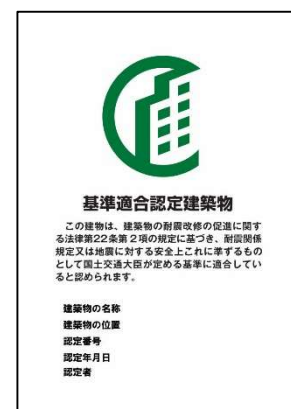 基準適合認定建築物
この建物は、建築物の耐震改修の促進に関す
る法律第22条第2項の規定に基づき、耐震関係
規定又は地震に対する安全上これに準ずるもの
として国土交通大臣が定める基準に適合してい
ると認められます。
建築物の名称
建築物の位置
認定番号
認定年月日
認定者